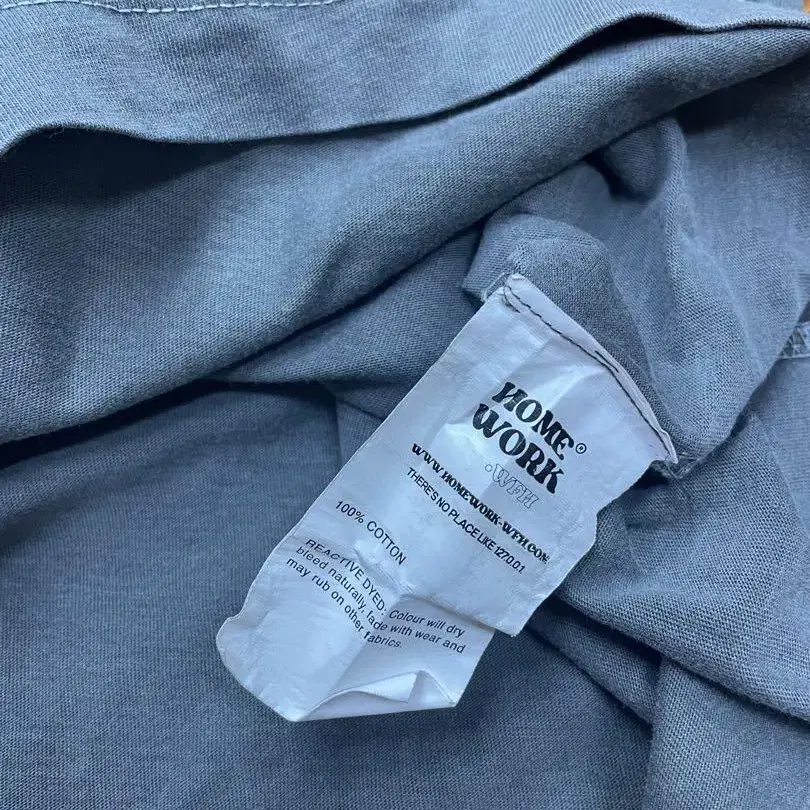 HOME®
WORK
.WFH
WWW.HOMEWORK-WFH.COM
THERE'S NO PLACE LIKE 127.0.0.1
100% COTTON
REACTIVE DYED: Colour will dry
bleed naturally, fade with wear and
may rub on other fabrics.